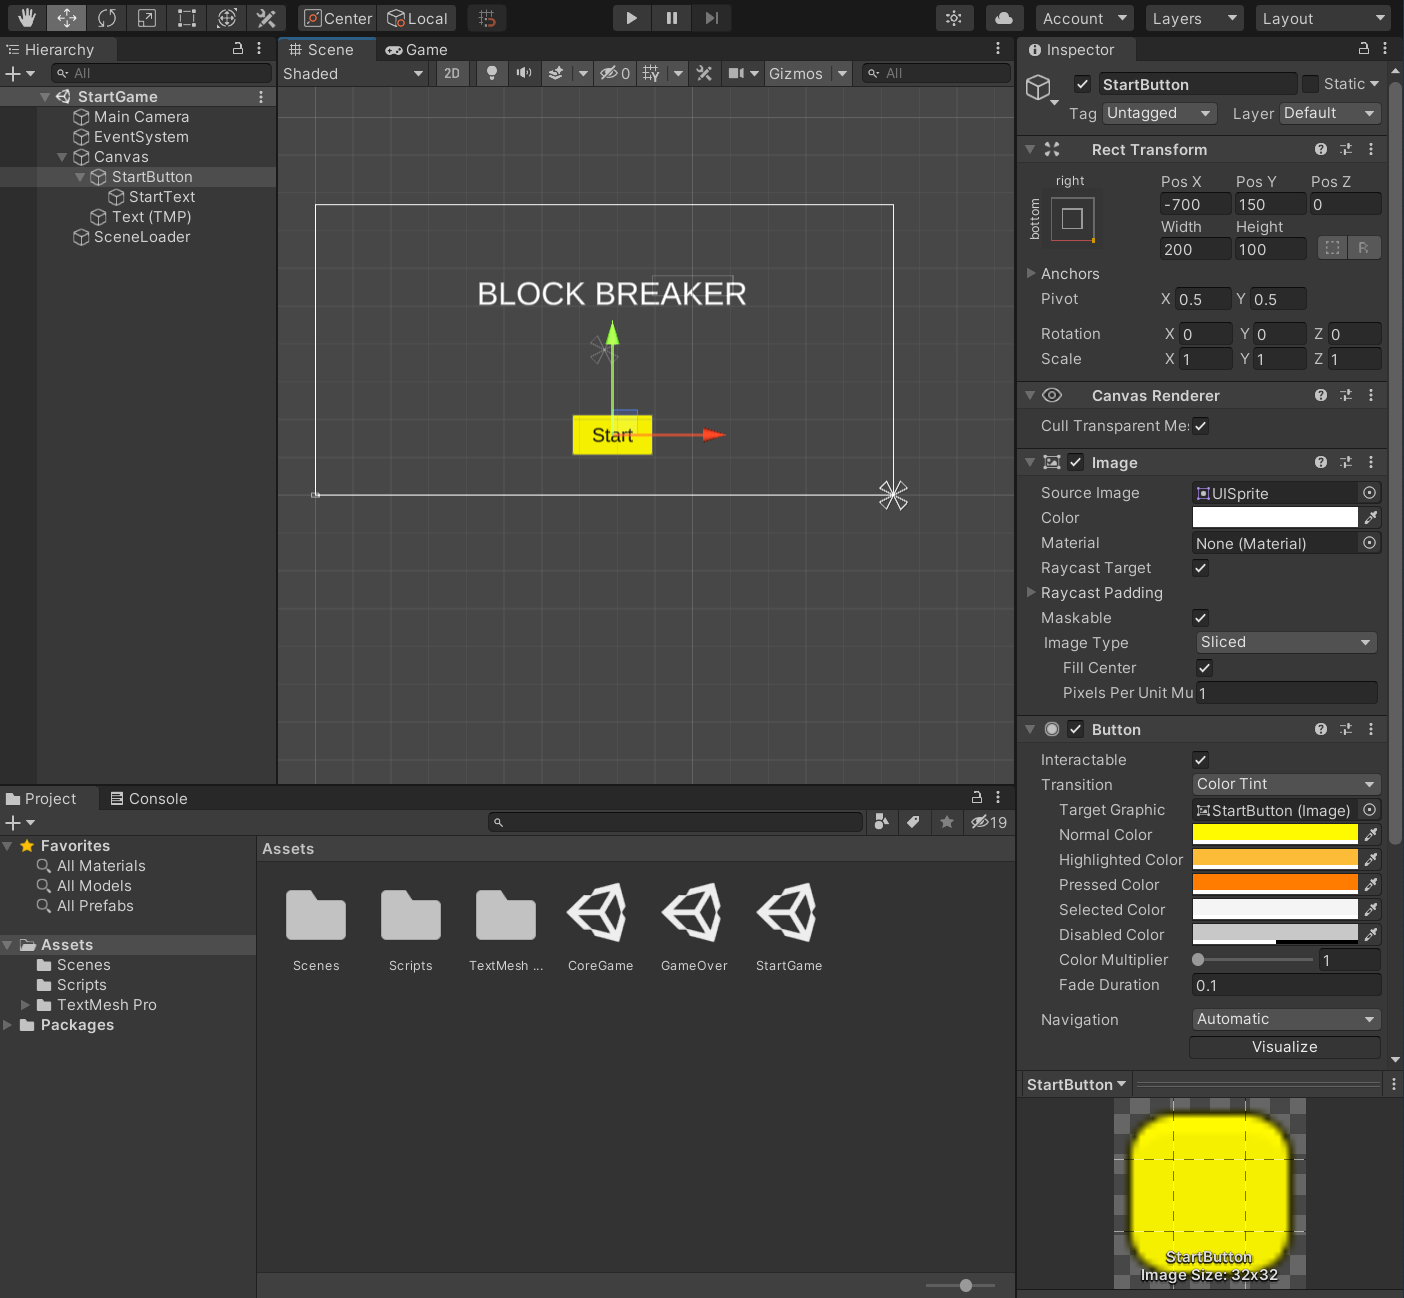 Center Local Account Layers Layout
Hierarchy
All
StartGame
Main Camera
EventSystem
Canvas
StartButton
StartText
Text (TMP)
SceneLoader
Scene Game
Shaded 2D 0 Gizmos All
BLOCK BREAKER
Start
Inspector
StartButton Static
Tag Untagged Layer Default
Rect Transform
right
bottom
Pos X Pos Y Pos Z
-700 150 0
Width Height
200 100 R
Anchors
Pivot X 0.5 Y 0.5
Rotation X 0 Y 0 Z 0
Scale X 1 Y 1 Z 1
Canvas Renderer
Cull Transparent Me
Image
Source Image UISprite
Color
Material None (Material)
Raycast Target
Raycast Padding
Maskable
Image Type Sliced
Fill Center
Pixels Per Unit Mu 1
Button
Interactable
Transition Color Tint
Target Graphic StartButton (Image)
Normal Color
Highlighted Color
Pressed Color
Selected Color
Disabled Color
Color Multiplier 1
Fade Duration 0.1
Navigation Automatic
Visualize
StartButton
StartButton
Image Size: 32x32
Project Console
19
Favorites
All Materials
All Models
All Prefabs
Assets
Scenes
Scripts
TextMesh Pro
Packages
Assets
Scenes Scripts TextMesh ... CoreGame GameOver StartGame